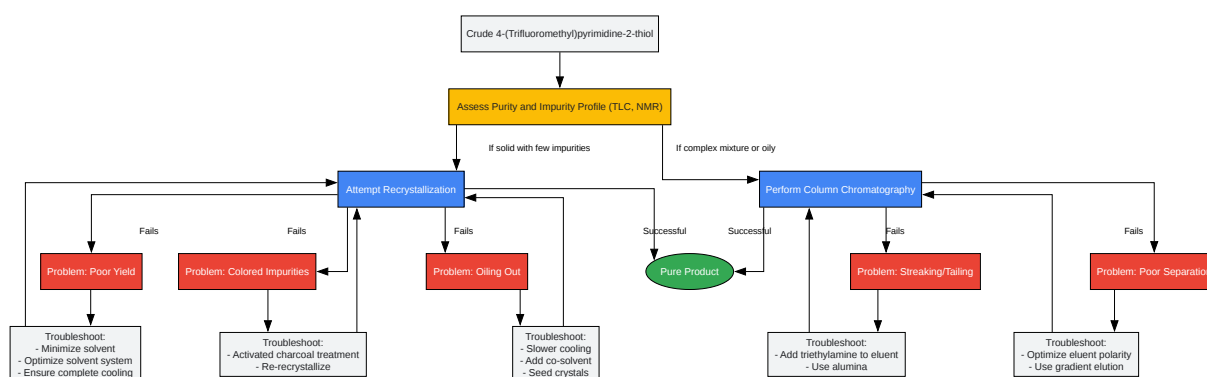 Crude 4-(Trifluoromethyl)pyrimidine-2-thiol
Assess Purity and Impurity Profile (TLC, NMR)
If solid with few impurities
If complex mixture or oily
Attempt Recrystallization
Perform Column Chromatography
Fails
Fails
Fails
Successful
Successful
Fails
Fails
Problem: Poor Yield
Problem: Colored Impurities
Problem: Oiling Out
Pure Product
Problem: Streaking/Tailing
Problem: Poor Separation
Troubleshoot:
- Minimize solvent
- Optimize solvent system
- Ensure complete cooling
Troubleshoot:
- Activated charcoal treatment
- Re-recrystallize
Troubleshoot:
- Slower cooling
- Add co-solvent
- Seed crystals
Troubleshoot:
- Add triethylamine to eluent
- Use alumina
Troubleshoot:
- Optimize eluent polarity
- Use gradient elution